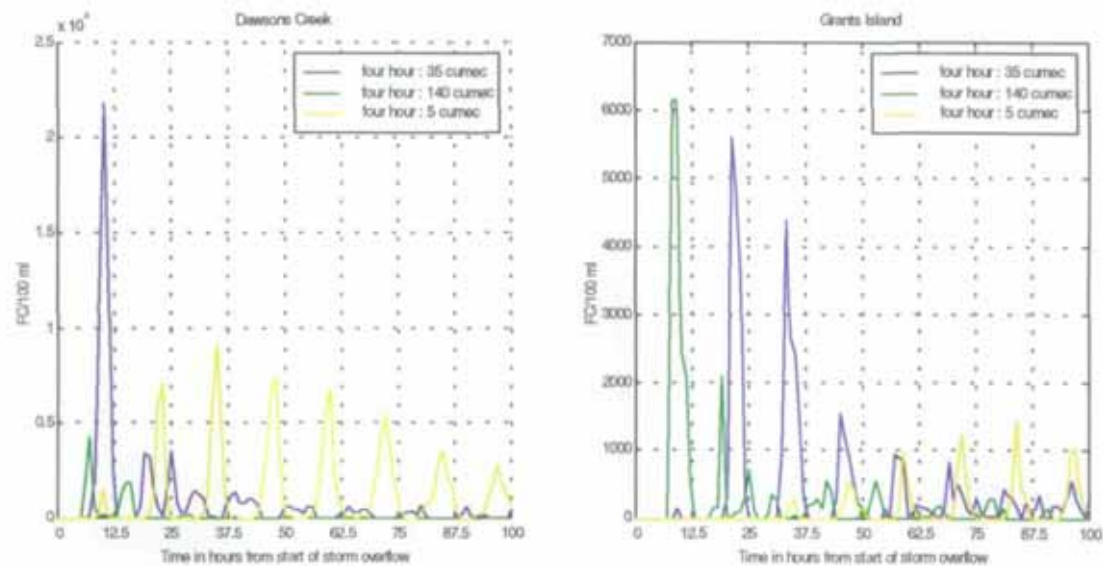 Dawsons Creek
x 10⁴
2.5
2
1.5
1
0.5
0
FC/100 ml
0 12.5 25 37.5 50 62.5 75 87.5 100
Time in hours from start of storm overflow
four hour : 35 cumec
four hour : 140 cumec
four hour : 5 cumec
Grants Island
7000
6000
5000
4000
3000
2000
1000
0
FC/100 ml
0 12.5 25 37.5 50 62.5 75 87.5 100
Time in hours from start of storm overflow
four hour : 35 cumec
four hour : 140 cumec
four hour : 5 cumec